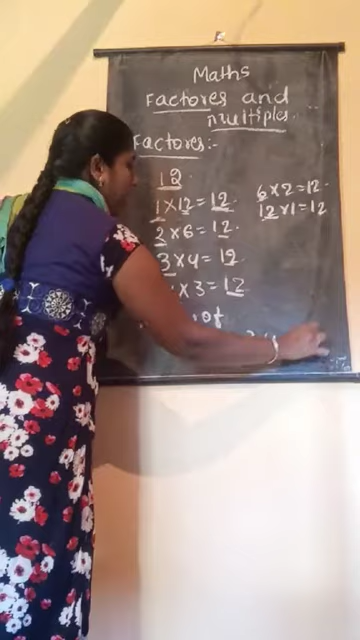 Maths
Factores and
multiples
Factores:-
12
1×12=12
2×6=12
3×4=12
×3=12
6×2=12
12×1=12
of